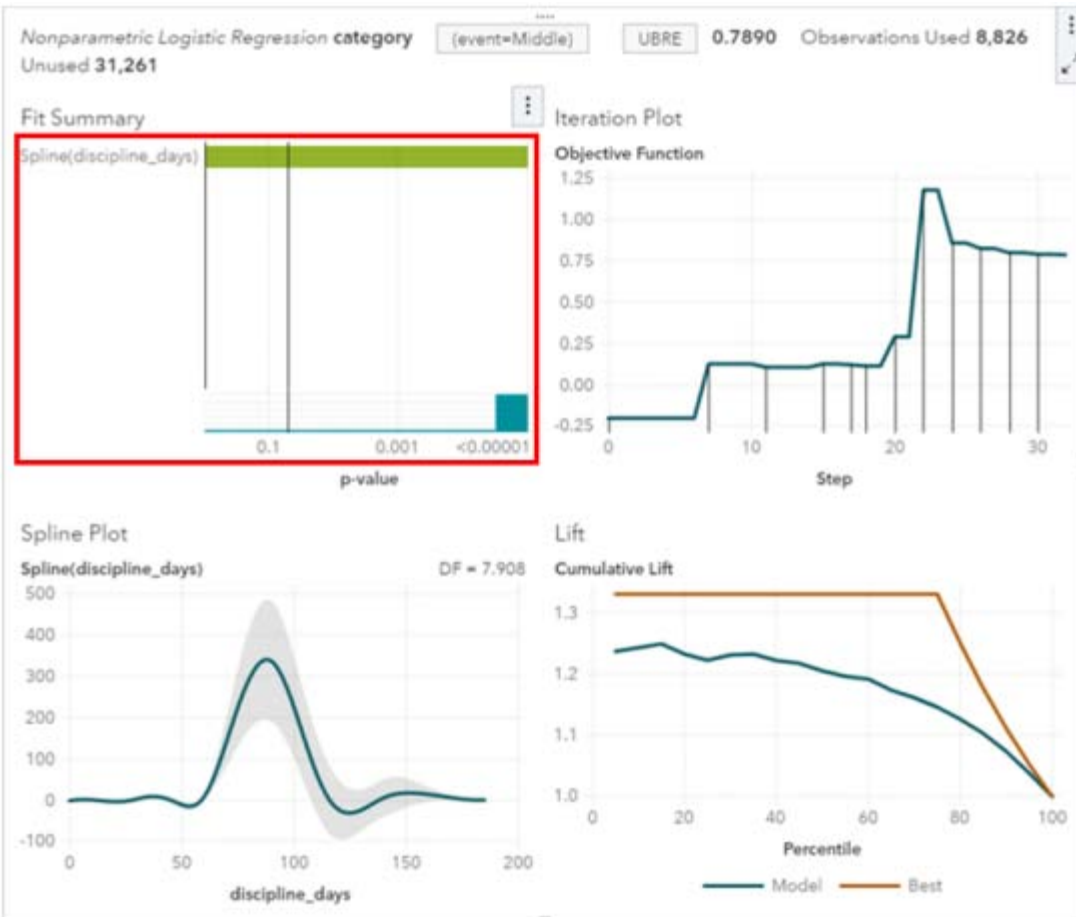 Nonparametric Logistic Regression category (event=Middle) UBRE 0.7890 Observations Used 8,826
Unused 31,261
Fit Summary
Spline(discipline_days)
0.1 0.001 <0.00001
p-value
Iteration Plot
Objective Function
1.25
1.00
0.75
0.50
0.25
0.00
-0.25
0 10 20 30
Step
Spline Plot
Spline(discipline_days) DF = 7.908
500
400
300
200
100
0
-100
0 50 100 150 200
discipline_days
Lift
Cumulative Lift
1.3
1.2
1.1
1.0
0 20 40 60 80 100
Percentile
Model Best